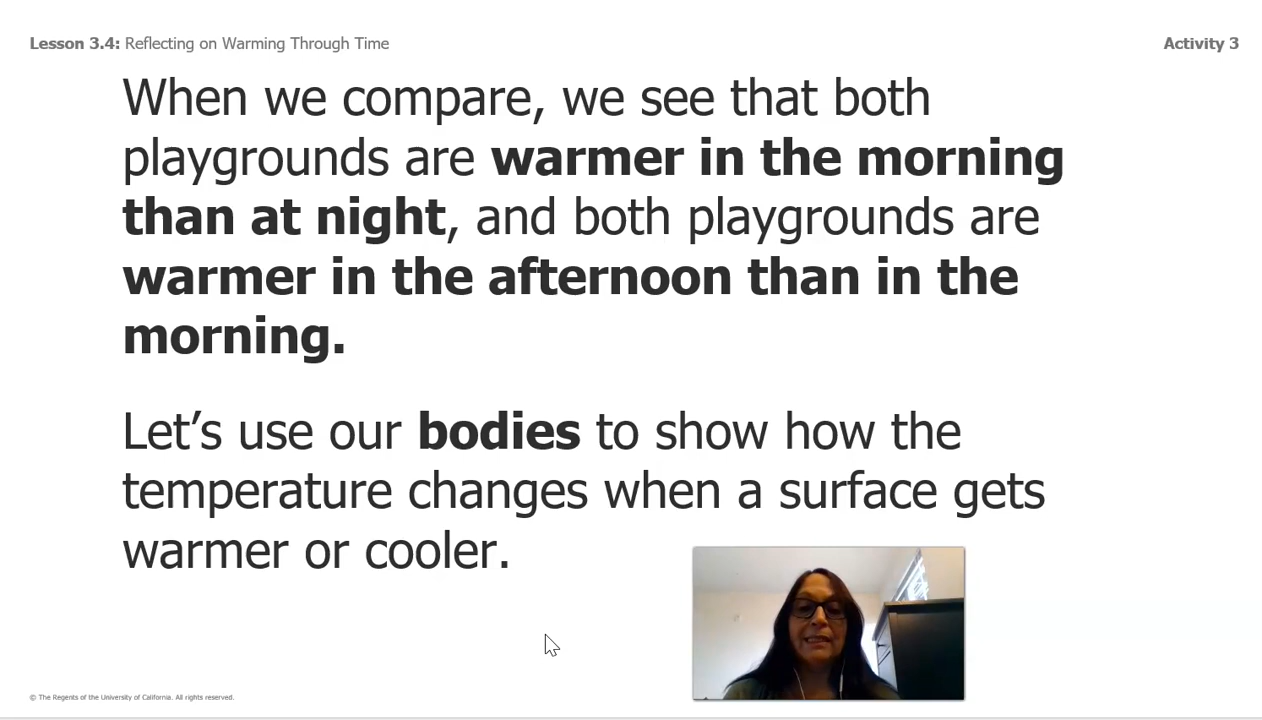 Lesson 3.4: Reflecting on Warming Through Time
Activity 3
When we compare, we see that both
playgrounds are warmer in the morning
than at night, and both playgrounds are
warmer in the afternoon than in the
morning.
Let’s use our bodies to show how the
temperature changes when a surface gets
warmer or cooler.
© The Regents of the University of California. All rights reserved.